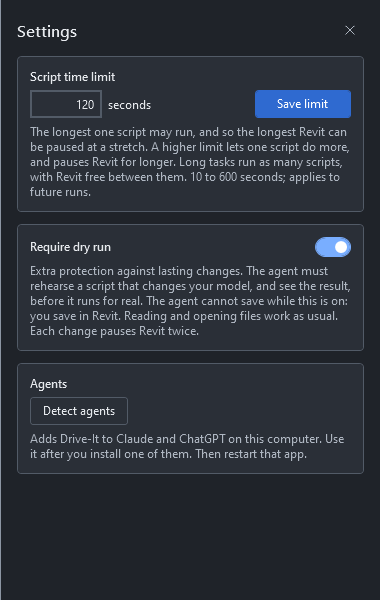 Settings
Script time limit
120 seconds Save limit
The longest one script may run, and so the longest Revit can
be paused at a stretch. A higher limit lets one script do more,
and pauses Revit for longer. Long tasks run as many scripts,
with Revit free between them. 10 to 600 seconds; applies to
future runs.
Require dry run
Extra protection against lasting changes. The agent must
rehearse a script that changes your model, and see the result,
before it runs for real. The agent cannot save while this is on:
you save in Revit. Reading and opening files work as usual.
Each change pauses Revit twice.
Agents
Detect agents
Adds Drive-It to Claude and ChatGPT on this computer. Use
it after you install one of them. Then restart that app.